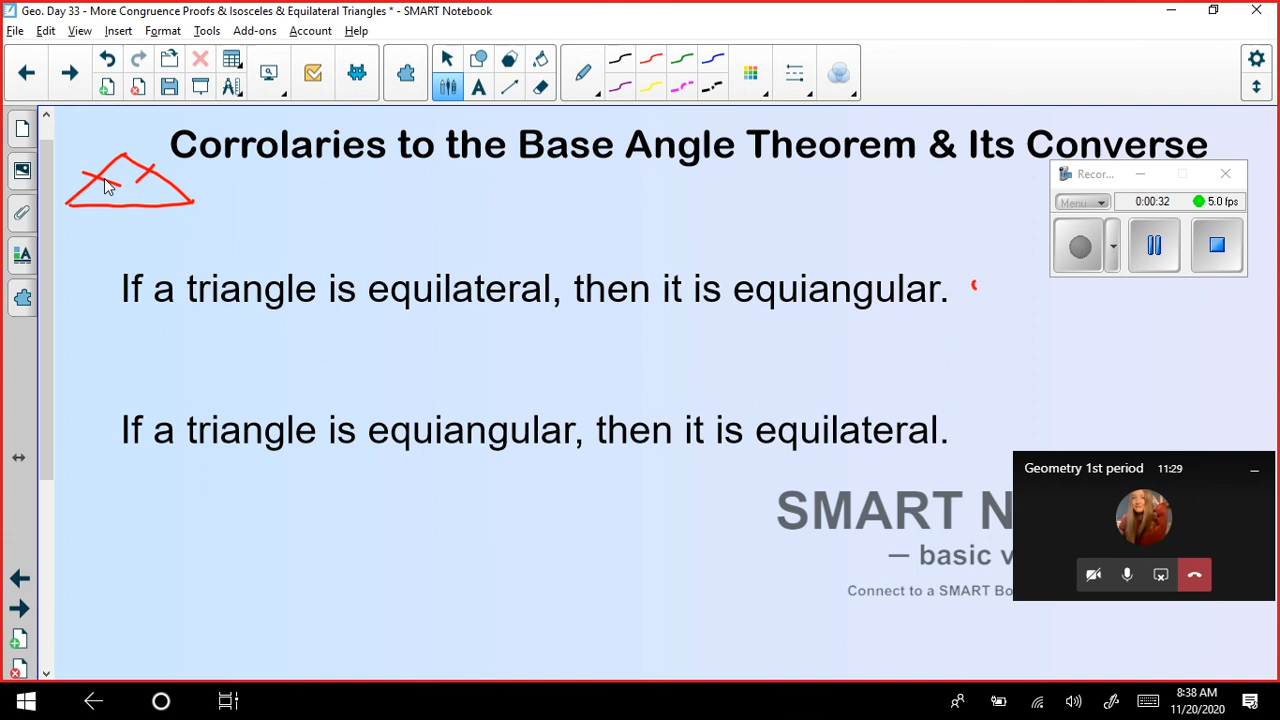 Geo. Day 33 - More Congruence Proofs & Isosceles & Equilateral Triangles * - SMART Notebook
File Edit View Insert Format Tools Add-ons Account Help
Corrolaries to the Base Angle Theorem & Its Converse
Recor...
Menu 0:00:32 5.0 fps
If a triangle is equilateral, then it is equiangular.
If a triangle is equiangular, then it is equilateral.
Geometry 1st period 11:29
SMART N
— basic v
Connect to a SMART Bo
8:38 AM
11/20/2020